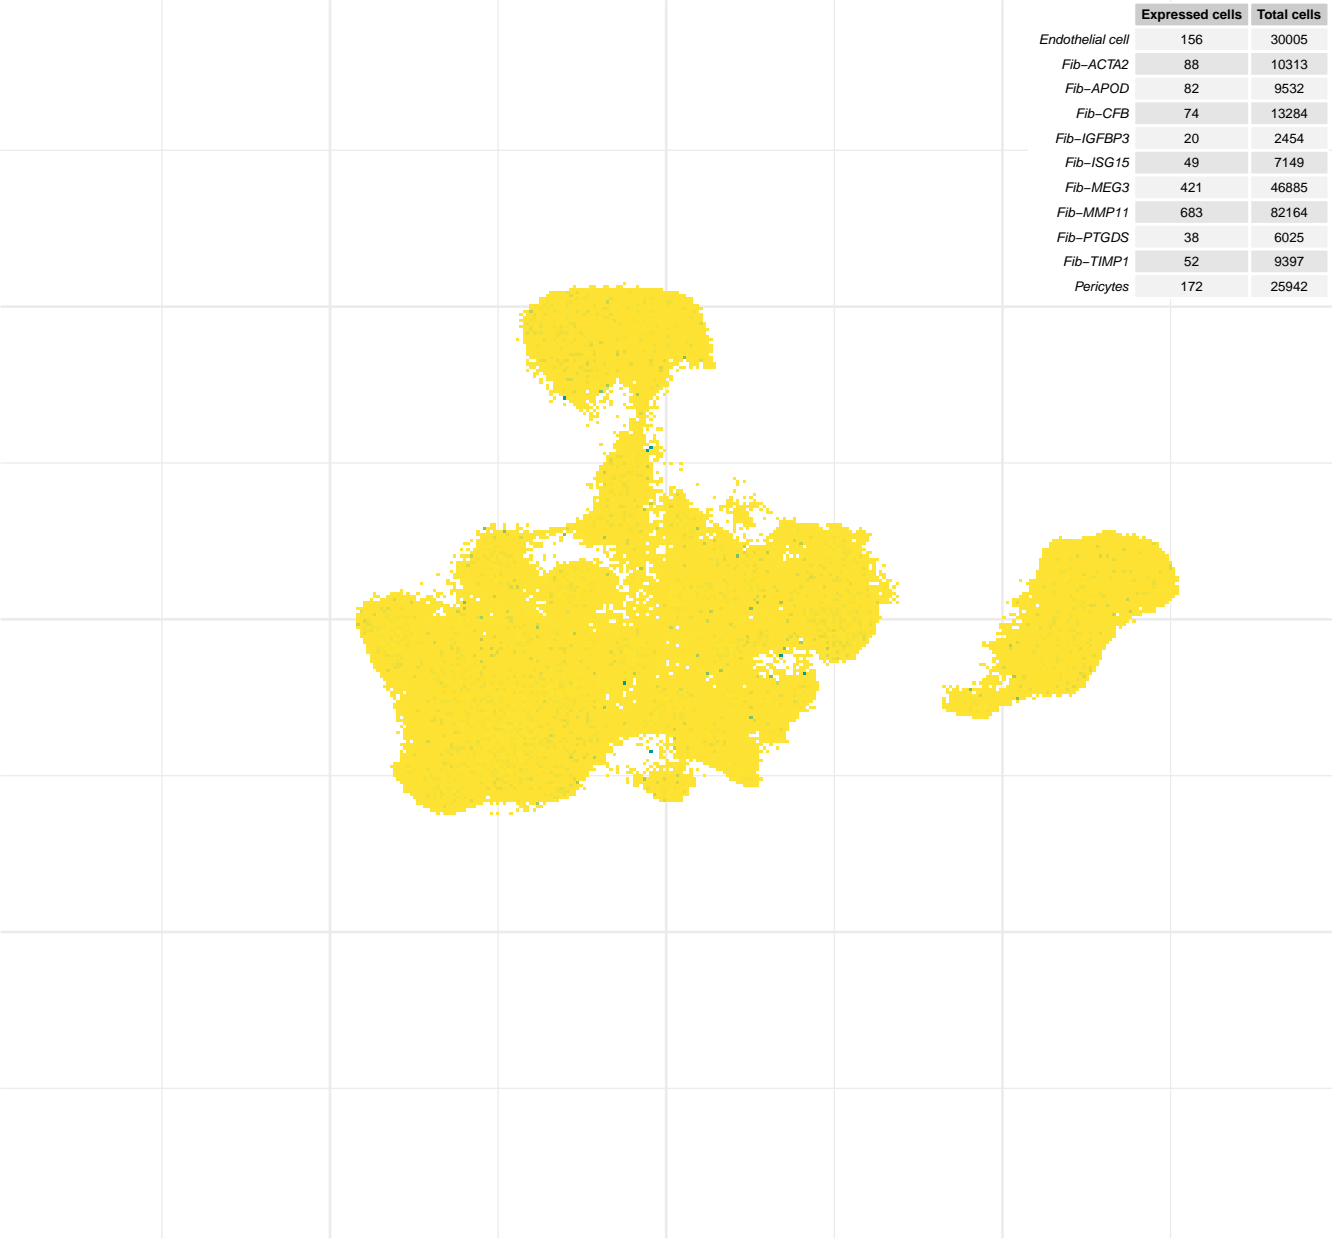 Expressed cells Total cells
Endothelial cell 156 30005
Fib−ACTA2 88 10313
Fib−APOD 82 9532
Fib−CFB 74 13284
Fib−IGFBP3 20 2454
Fib−ISG15 49 7149
Fib−MEG3 421 46885
Fib−MMP11 683 82164
Fib−PTGDS 38 6025
Fib−TIMP1 52 9397
Pericytes 172 25942